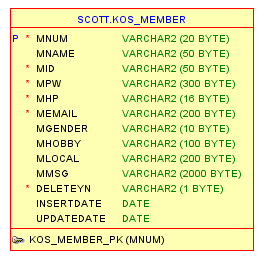 SCOTT.KOS_MEMBER
P * MNUM VARCHAR2 (20 BYTE)
MNAME VARCHAR2 (50 BYTE)
* MID VARCHAR2 (50 BYTE)
* MPW VARCHAR2 (300 BYTE)
* MHP VARCHAR2 (16 BYTE)
* MEMAIL VARCHAR2 (200 BYTE)
MGENDER VARCHAR2 (10 BYTE)
MHOBBY VARCHAR2 (100 BYTE)
MLOCAL VARCHAR2 (200 BYTE)
MMSG VARCHAR2 (2000 BYTE)
* DELETEYN VARCHAR2 (1 BYTE)
INSERTDATE DATE
UPDATEDATE DATE
KOS_MEMBER_PK (MNUM)